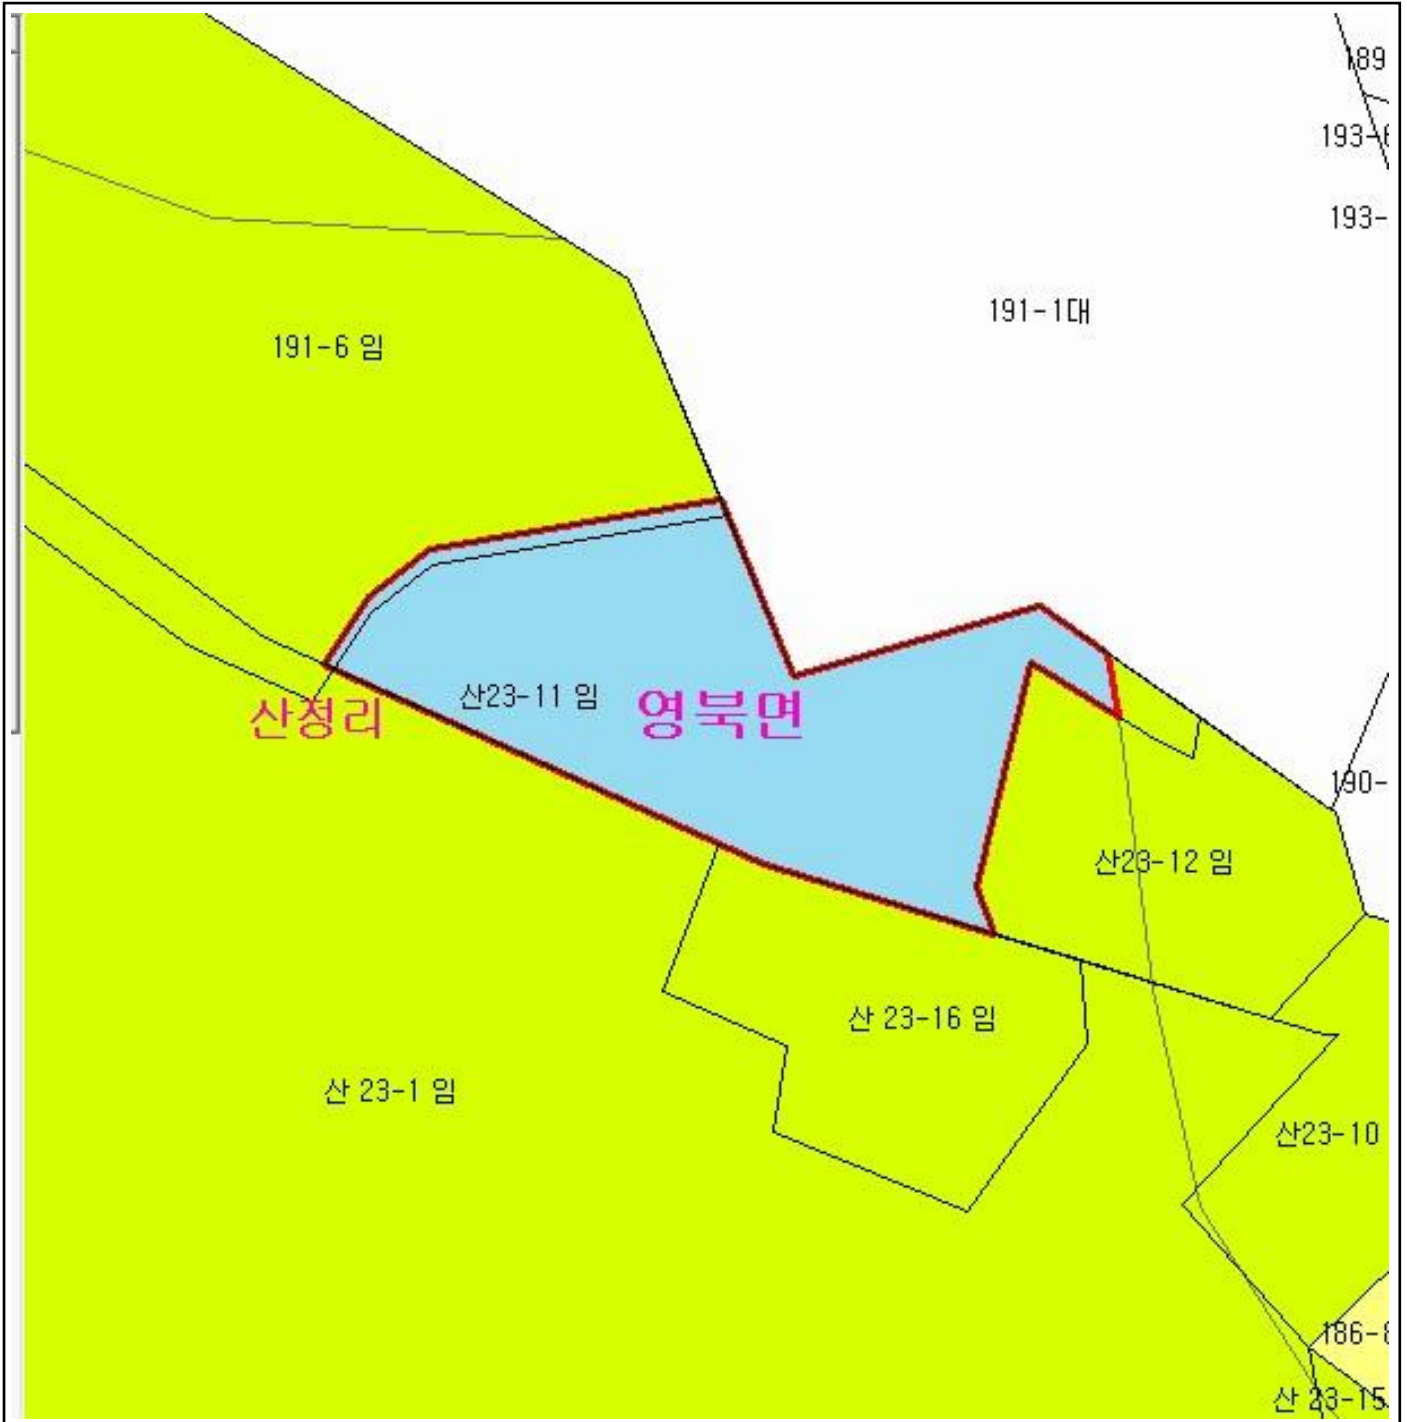 189
193-6
193-
191-1대
191-6 임
산23-11 임
영북면
산정리
190-
산23-12 임
산 23-16 임
산 23-1 임
산23-10
186-8
산 23-15